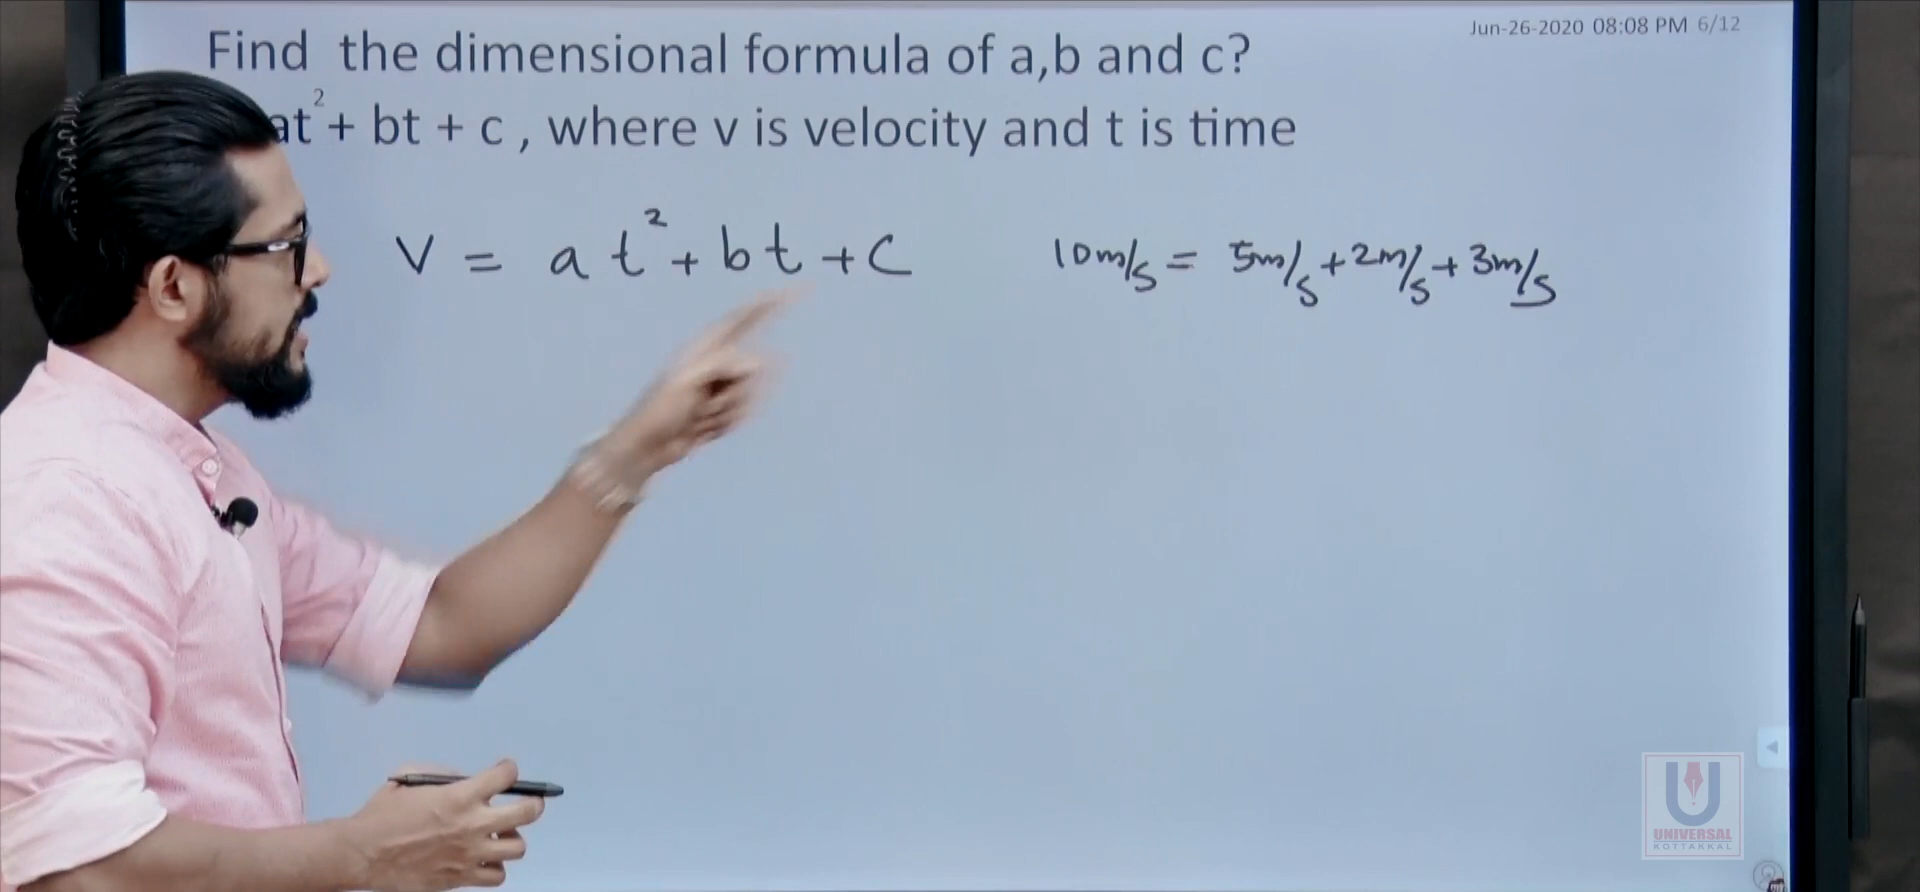 Jun-26-2020 08:08 PM 6/12
Find the dimensional formula of a,b and c?
at² + bt + c , where v is velocity and t is time
V = at² + bt + c
10m/s = 5m/s + 2m/s + 3m/s
UNIVERSAL
KOTTAKKAL